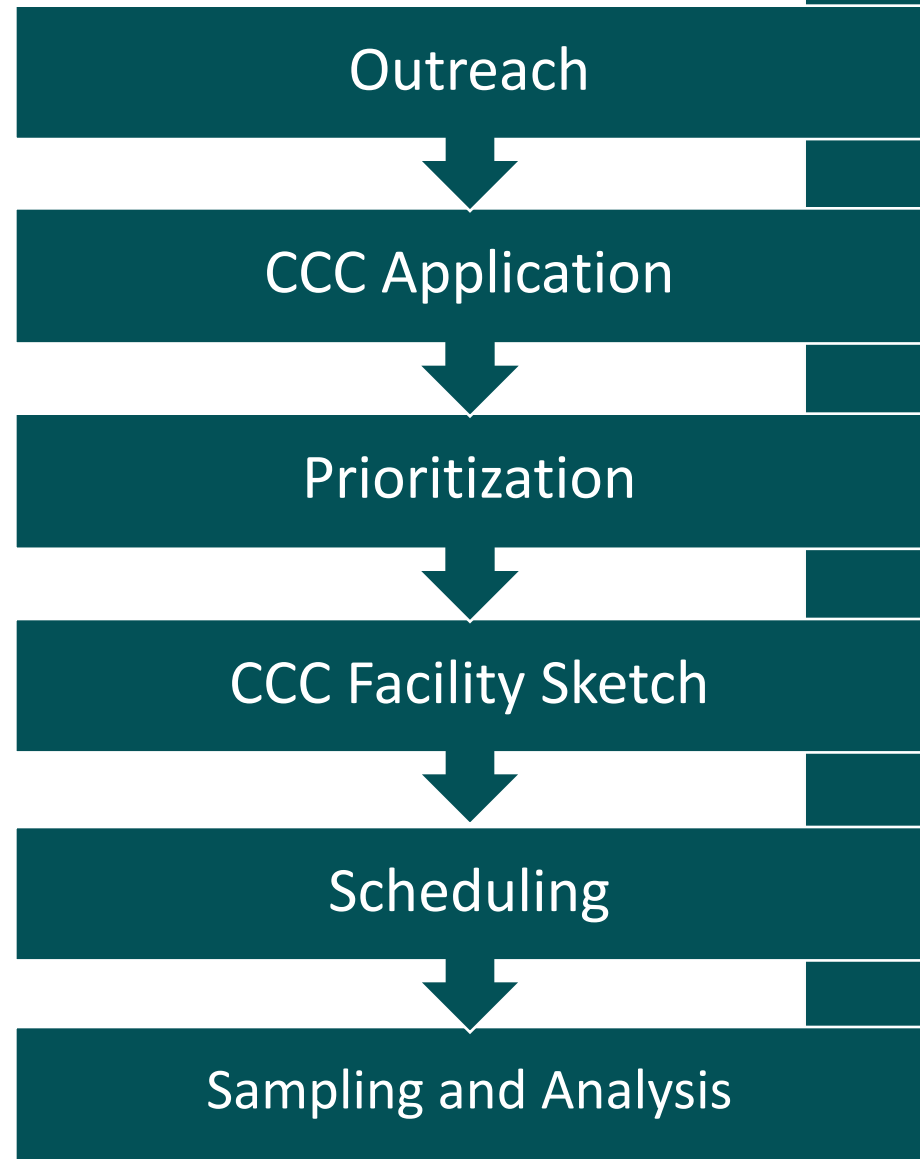 Outreach
CCC Application
Prioritization
CCC Facility Sketch
Scheduling
Sampling and Analysis